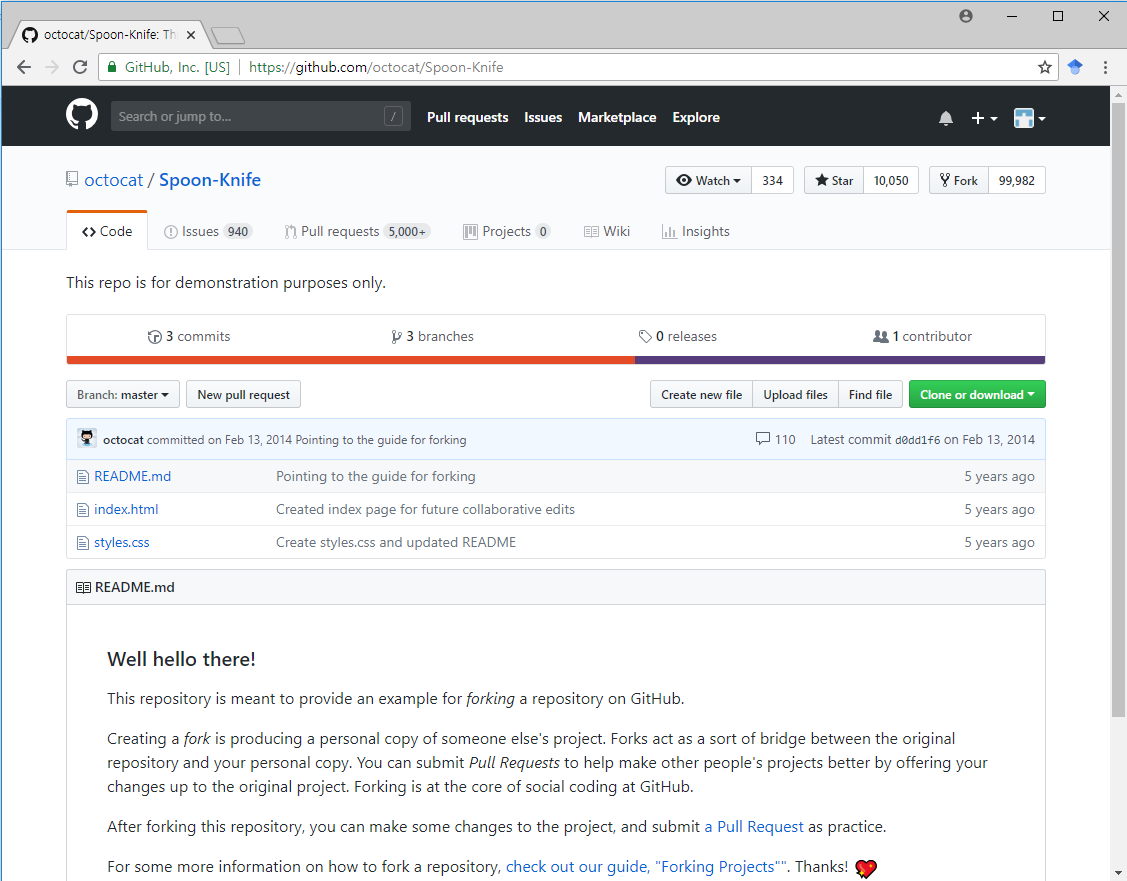 octocat/Spoon-Knife: Th
GitHub, Inc. [US] https://github.com/octocat/Spoon-Knife
Search or jump to... / Pull requests Issues Marketplace Explore
octocat / Spoon-Knife Watch 334 Star 10,050 Fork 99,982
Code Issues 940 Pull requests 5,000+ Projects 0 Wiki Insights
This repo is for demonstration purposes only.
3 commits 3 branches 0 releases 1 contributor
Branch: master New pull request Create new file Upload files Find file Clone or download
octocat committed on Feb 13, 2014 Pointing to the guide for forking 110 Latest commit d0dd1f6 on Feb 13, 2014
README.md Pointing to the guide for forking 5 years ago
index.html Created index page for future collaborative edits 5 years ago
styles.css Create styles.css and updated README 5 years ago
README.md
Well hello there!
This repository is meant to provide an example for forking a repository on GitHub.
Creating a fork is producing a personal copy of someone else's project. Forks act as a sort of bridge between the original
repository and your personal copy. You can submit Pull Requests to help make other people's projects better by offering your
changes up to the original project. Forking is at the core of social coding at GitHub.
After forking this repository, you can make some changes to the project, and submit a Pull Request as practice.
For some more information on how to fork a repository, check out our guide, "Forking Projects"". Thanks! 💖